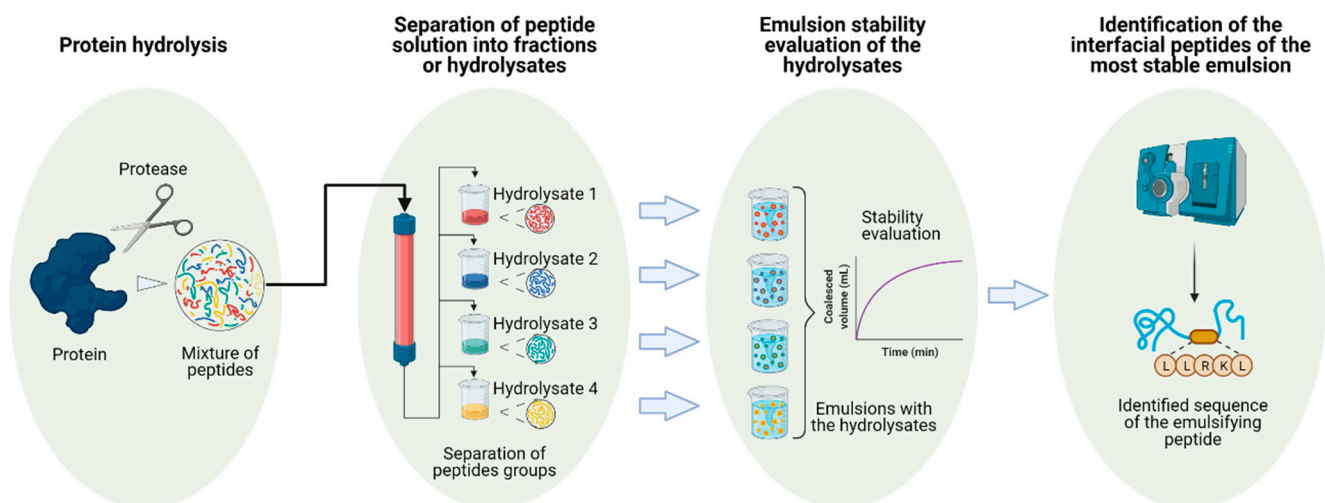 Protein hydrolysis
Protease
Protein
Mixture of
peptides
Separation of peptide
solution into fractions
or hydrolysates
Hydrolysate 1
Hydrolysate 2
Hydrolysate 3
Hydrolysate 4
Separation of
peptides groups
Emulsion stability
evaluation of the
hydrolysates
Stability
evaluation
Coalesced
volume (mL)
Time (min)
Emulsions with
the hydrolysates
Identification of the
interfacial peptides of the
most stable emulsion
L L R K L
Identified sequence
of the emulsifying
peptide